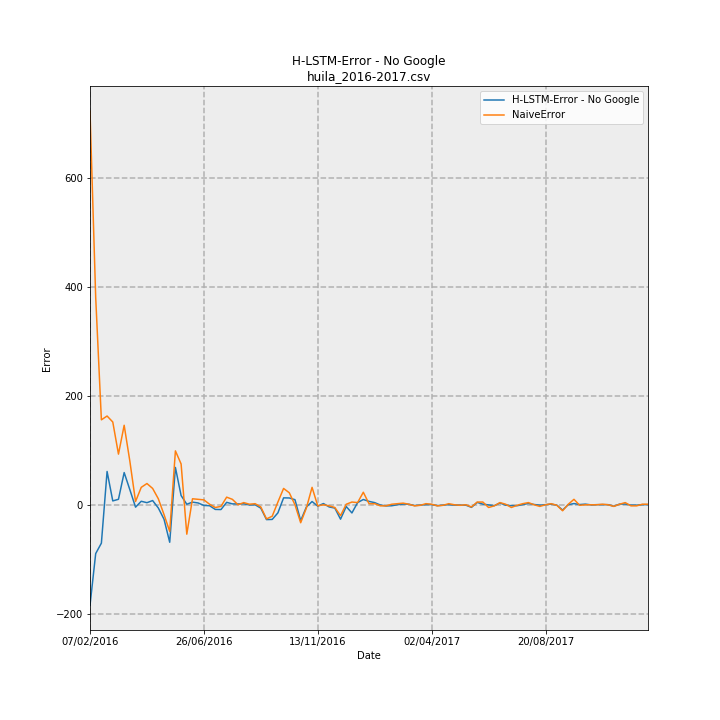 H-LSTM-Error - No Google
huila_2016-2017.csv
H-LSTM-Error - No Google
NaiveError
600
400
200
0
−200
Error
07/02/2016
26/06/2016
13/11/2016
02/04/2017
20/08/2017
Date